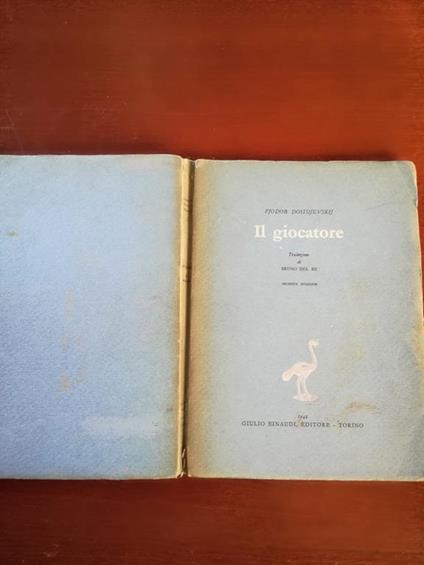 FJODOR DOSTOJEVSKIJ
Il giocatore
Traduzione
di
BRUNO DEL RE
SECONDA EDIZIONE
GIULIO EINAUDI, EDITORE - TORINO